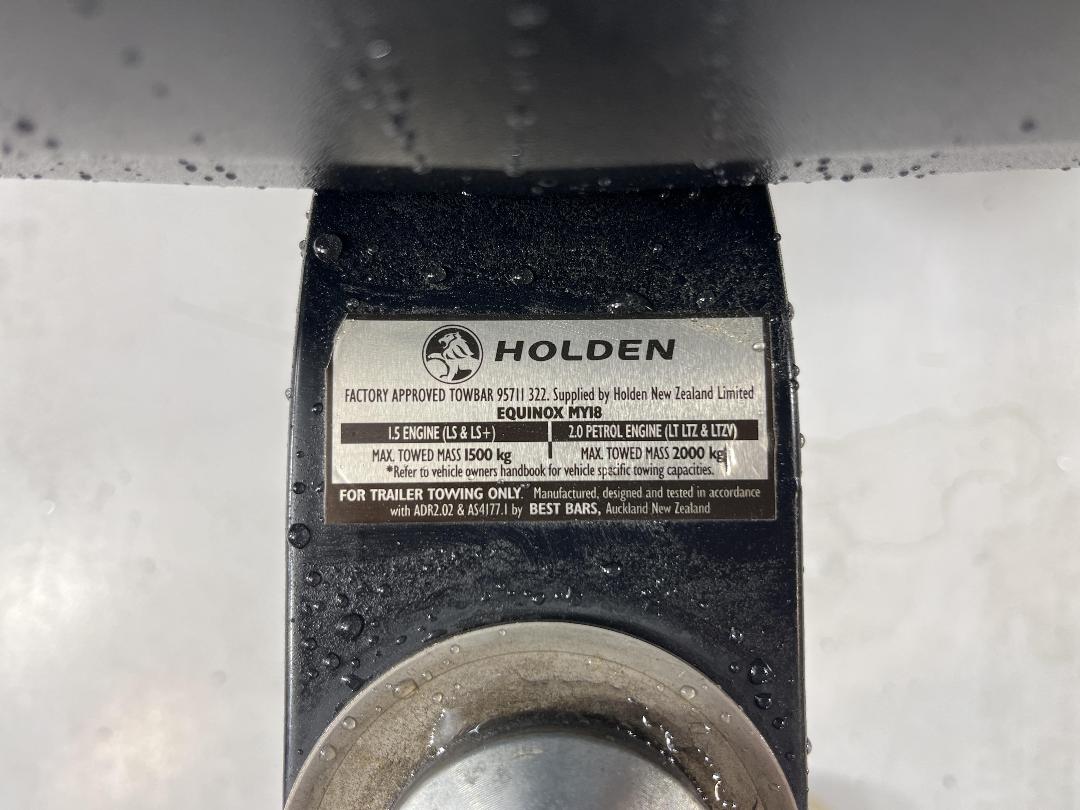 HOLDEN
FACTORY APPROVED TOWBAR 95711 322. Supplied by Holden New Zealand Limited
EQUINOX MY18
1.5 ENGINE (LS & LS+) 2.0 PETROL ENGINE (LT LTZ & LTZV)
MAX. TOWED MASS 1500 kg MAX. TOWED MASS 2000 kg
*Refer to vehicle owners handbook for vehicle specific towing capacities.
FOR TRAILER TOWING ONLY. Manufactured, designed and tested in accordance
with ADR2.02 & AS4177.1 by BEST BARS, Auckland New Zealand